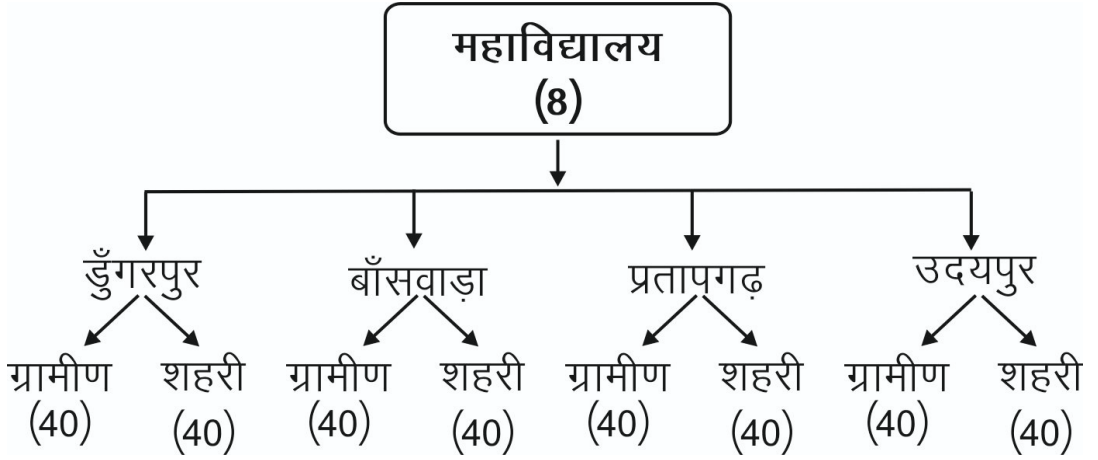 महाविद्यालय
(8)
डुँगरपुर बाँसवाड़ा प्रतापगढ़ उदयपुर
ग्रामीण शहरी ग्रामीण शहरी ग्रामीण शहरी ग्रामीण शहरी
(40) (40) (40) (40) (40) (40) (40) (40)